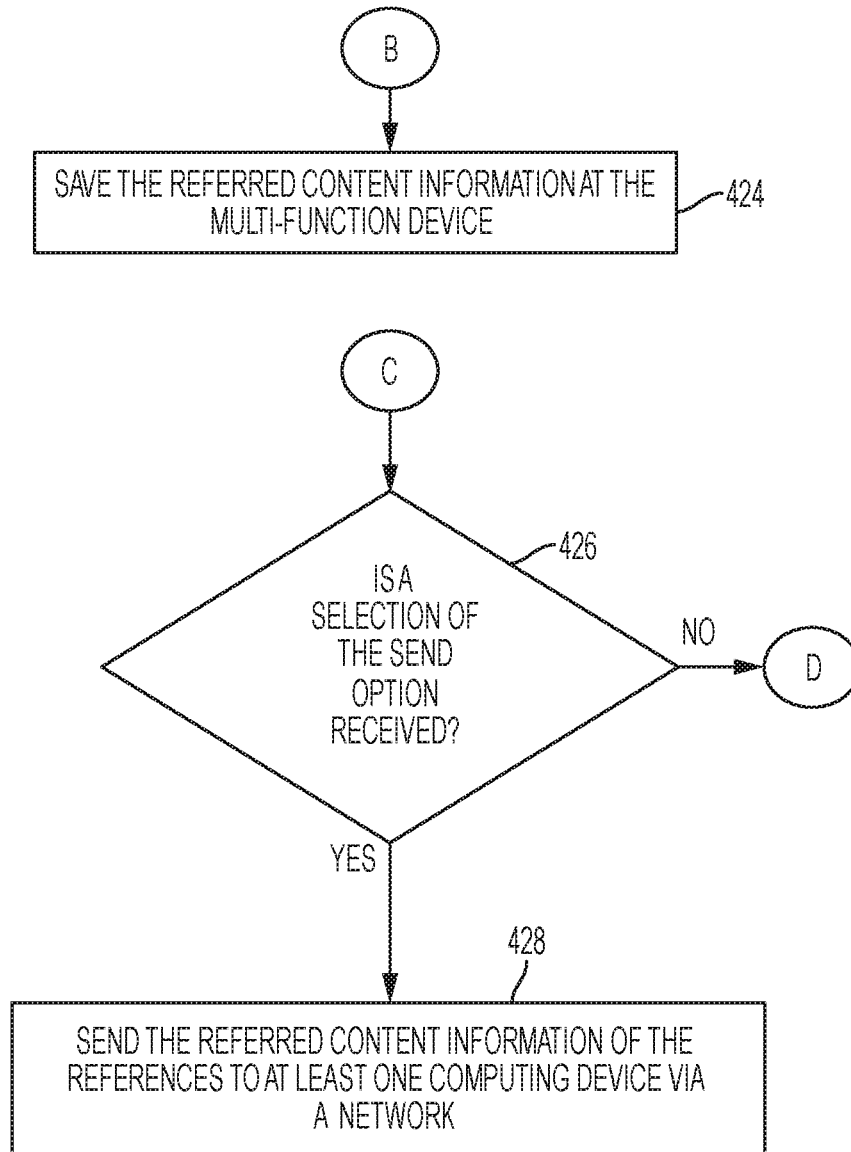 B
SAVE THE REFERRED CONTENT INFORMATION AT THE
MULTI-FUNCTION DEVICE
424
C
426
IS A
SELECTION OF
THE SEND
OPTION
RECEIVED?
NO
D
YES
428
SEND THE REFERRED CONTENT INFORMATION OF THE
REFERENCES TO AT LEAST ONE COMPUTING DEVICE VIA
A NETWORK